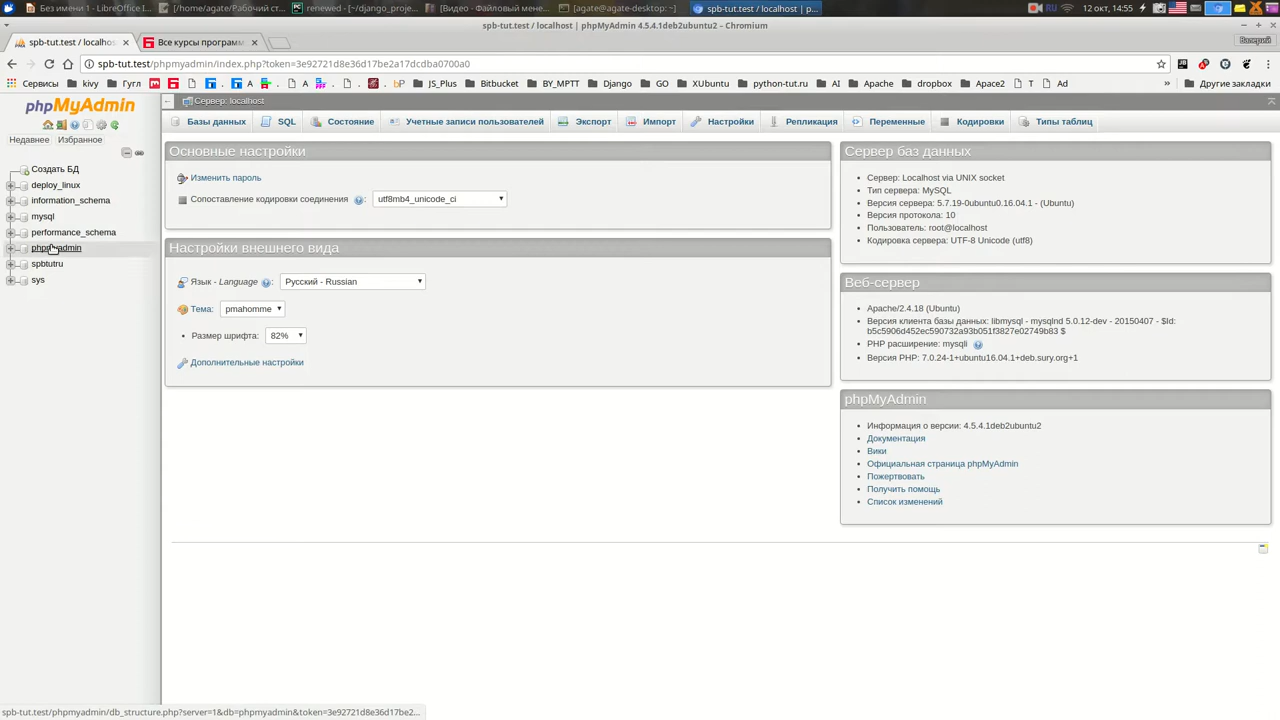 Без имени 1 - LibreOffice I...
[/home/agate/Рабочий ст...
renewed - [~/django_proje...
[Видео - Файловый мене...
[agate@agate-desktop: ~]
spb-tut.test / localhost | p...
RU
12 окт, 14:55
spb-tut.test / localhost | phpMyAdmin 4.5.4.1deb2ubuntu2 – Chromium
spb-tut.test / localhos
Все курсы программ
Валерий
spb-tut.test/phpmyadmin/index.php?token=3e92721d8e36d17be2a17dcdba0700a0
Сервисы
kivy
Гугл
JS_Plus
Bitbucket
BY_MPTT
Django
GO
XUbuntu
python-tut.ru
AI
Apache
dropbox
Apace2
T
Ad
Другие закладки
phpMyAdmin
Недавнее
Избранное
Создать БД
deploy_linux
information_schema
mysql
performance_schema
phpmyadmin
spbtutru
sys
Сервер: localhost
Базы данных
SQL
Состояние
Учетные записи пользователей
Экспорт
Импорт
Настройки
Репликация
Переменные
Кодировки
Типы таблиц
Основные настройки
Изменить пароль
Сопоставление кодировки соединения
: utf8mb4_unicode_ci
Настройки внешнего вида
Язык - Language
: Русский - Russian
Тема: pmahomme
• Размер шрифта: 82%
Дополнительные настройки
Сервер баз данных
• Сервер: Localhost via UNIX socket
• Тип сервера: MySQL
• Версия сервера: 5.7.19-0ubuntu0.16.04.1 - (Ubuntu)
• Версия протокола: 10
• Пользователь: root@localhost
• Кодировка сервера: UTF-8 Unicode (utf8)
Веб-сервер
• Apache/2.4.18 (Ubuntu)
• Версия клиента базы данных: libmysql - mysqlnd 5.0.12-dev - 20150407 - $Id:
b5c5906d452ec590732a93b051f3827e02749b83 $
• PHP расширение: mysqli
• Версия PHP: 7.0.24-1+ubuntu16.04.1+deb.sury.org+1
phpMyAdmin
• Информация о версии: 4.5.4.1deb2ubuntu2
• Документация
• Вики
• Официальная страница phpMyAdmin
• Пожертвовать
• Получить помощь
• Список изменений
spb-tut.test/phpmyadmin/db_structure.php?server=1&db=phpmyadmin&token=3e92721d8e36d17be2...